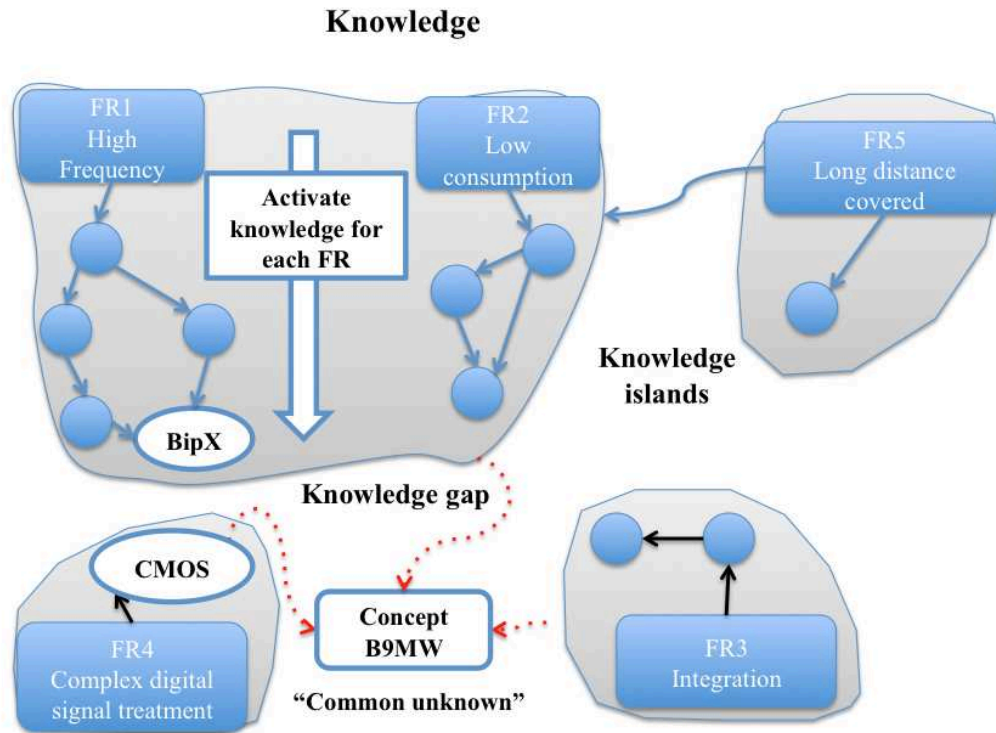 Knowledge
FR1
High
Frequency
FR2
Low
consumption
FR5
Long distance
covered
Activate
knowledge for
each FR
Knowledge
islands
BipX
Knowledge gap
CMOS
Concept
B9MW
FR4
Complex digital
signal treatment
FR3
Integration
“Common unknown”